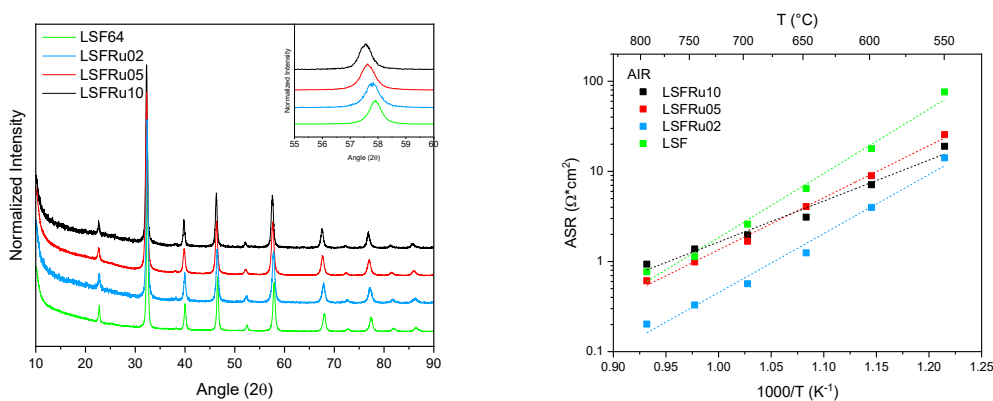 LSF64
LSFRu02
LSFRu05
LSFRu10
Normalized Intensity
10 20 30 40 50 60 70 80 90
Angle (2θ)
Normalized Intensity
55 56 57 58 59 60
Angle (2θ)
T (°C)
800 750 700 650 600 550
AIR
LSFRu10
LSFRu05
LSFRu02
LSF
100
10
1
0.1
ASR (Ω*cm2)
0.90 0.95 1.00 1.05 1.10 1.15 1.20 1.25
1000/T (K⁻¹)